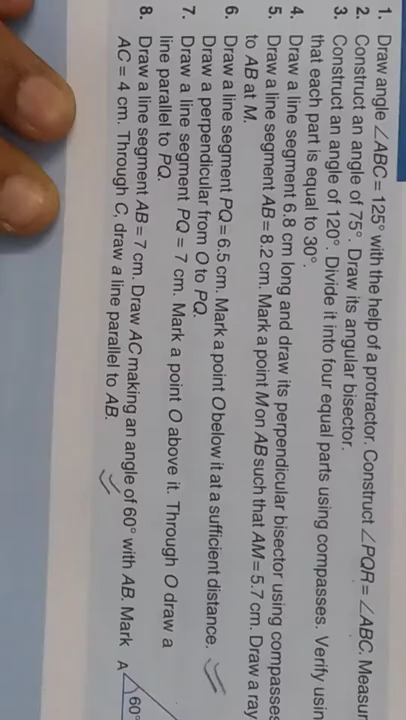 1. Draw angle ∠ABC = 125° with the help of a protractor. Construct ∠PQR = ∠ABC.
2. Construct an angle of 75°. Draw its angular bisector.
3. Construct an angle of 120°. Divide it into four equal parts using compasses. Verify
that each part is equal to 30°.
4. Draw a line segment 6.8 cm long and draw its perpendicular bisector using compasses
5. Draw a line segment AB = 8.2 cm. Mark a point M on AB such that AM = 5.7 cm. Draw a ray
to AB at M.
6. Draw a line segment PQ = 6.5 cm. Mark a point O below it at a sufficient distance.
Draw a perpendicular from O to PQ.
7. Draw a line segment PQ = 7 cm. Mark a point O above it. Through O draw a
line parallel to PQ.
8. Draw a line segment AB = 7 cm. Draw AC making an angle of 60° with AB. Mark
AC = 4 cm. Through C, draw a line parallel to AB.
A 60°